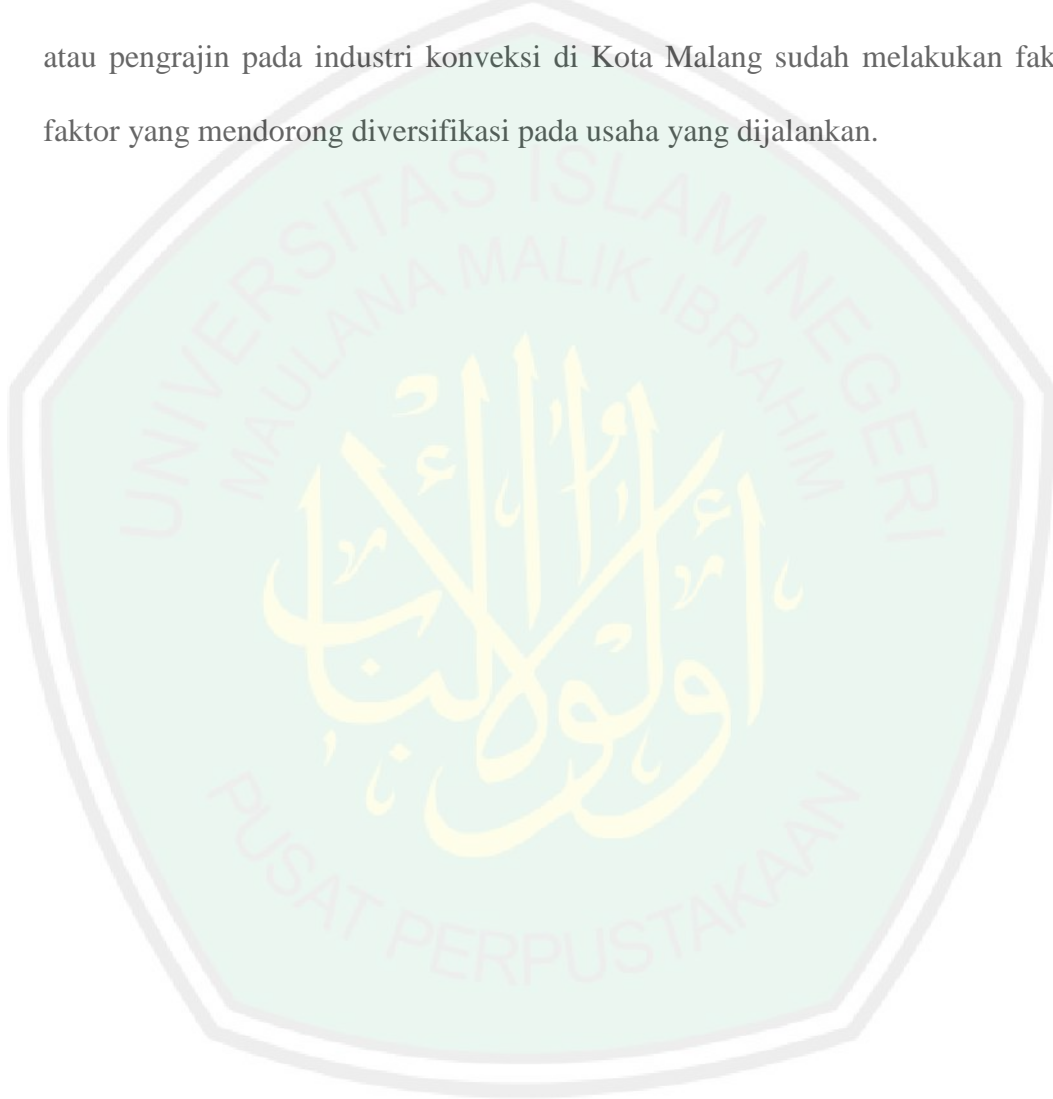 atau pengrajin pada industri konveksi di Kota Malang sudah melakukan fak
faktor yang mendorong diversifikasi pada usaha yang dijalankan.
UNIVERSITAS ISLAM NEGERI
MAULANA MALIK IBRAHIM
أولوا الألباب
PUSAT PERPUSTAKAAN